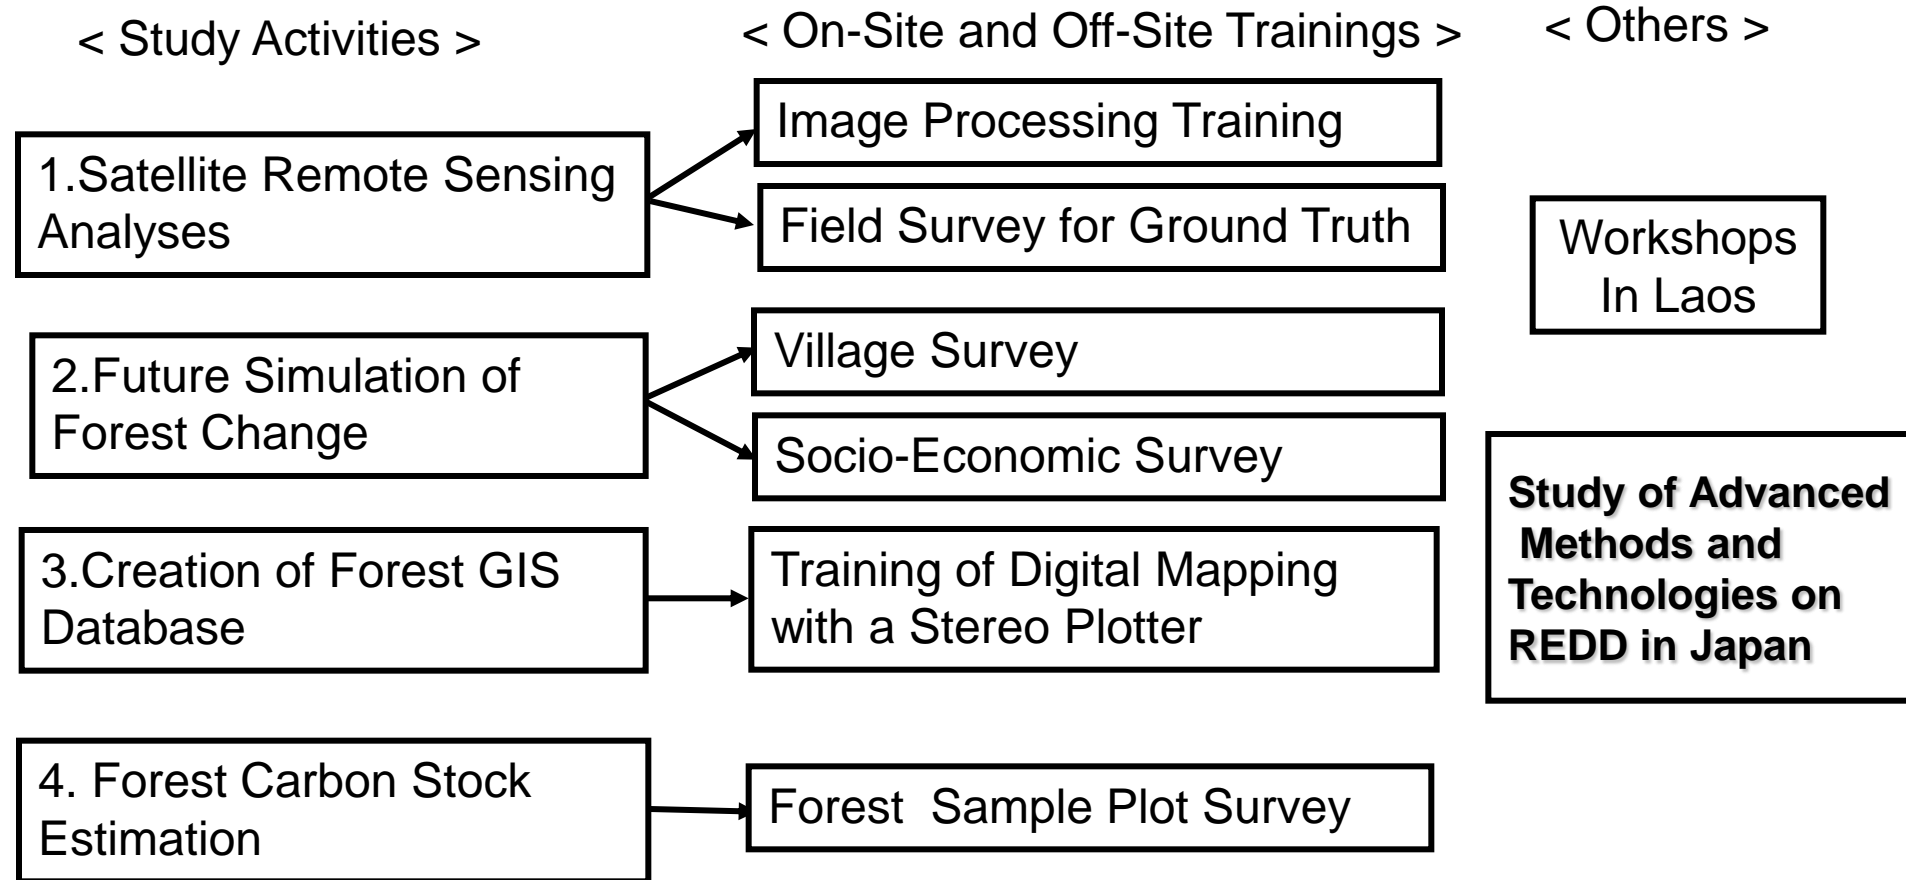 < Study Activities >
< On-Site and Off-Site Trainings >
< Others >
1.Satellite Remote Sensing
Analyses
Image Processing Training
Field Survey for Ground Truth
2.Future Simulation of
Forest Change
Village Survey
Socio-Economic Survey
3.Creation of Forest GIS
Database
Training of Digital Mapping
with a Stereo Plotter
4. Forest Carbon Stock
Estimation
Forest  Sample Plot Survey
Workshops
In Laos
Study of Advanced
Methods and
Technologies on
REDD in Japan